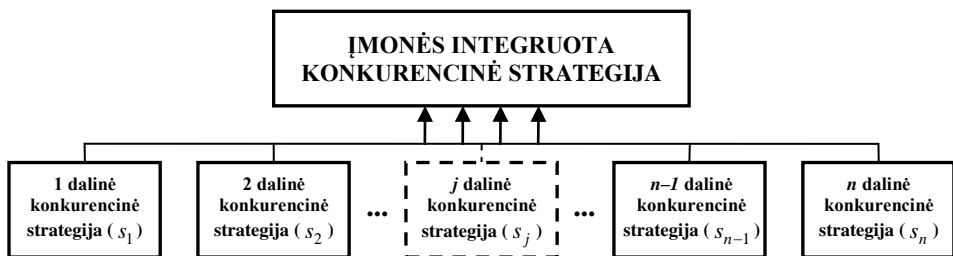 ĮMONĖS INTEGRUOTA
KONKURENCINĖ STRATEGIJA
1 dalinė
konkurencinė
strategija ( s₁)
2 dalinė
konkurencinė
strategija ( s₂)
...
j dalinė
konkurencinė
strategija ( sⱼ)
...
n–1 dalinė
konkurencinė
strategija ( sₙ₋₁)
n dalinė
konkurencinė
strategija ( sₙ)